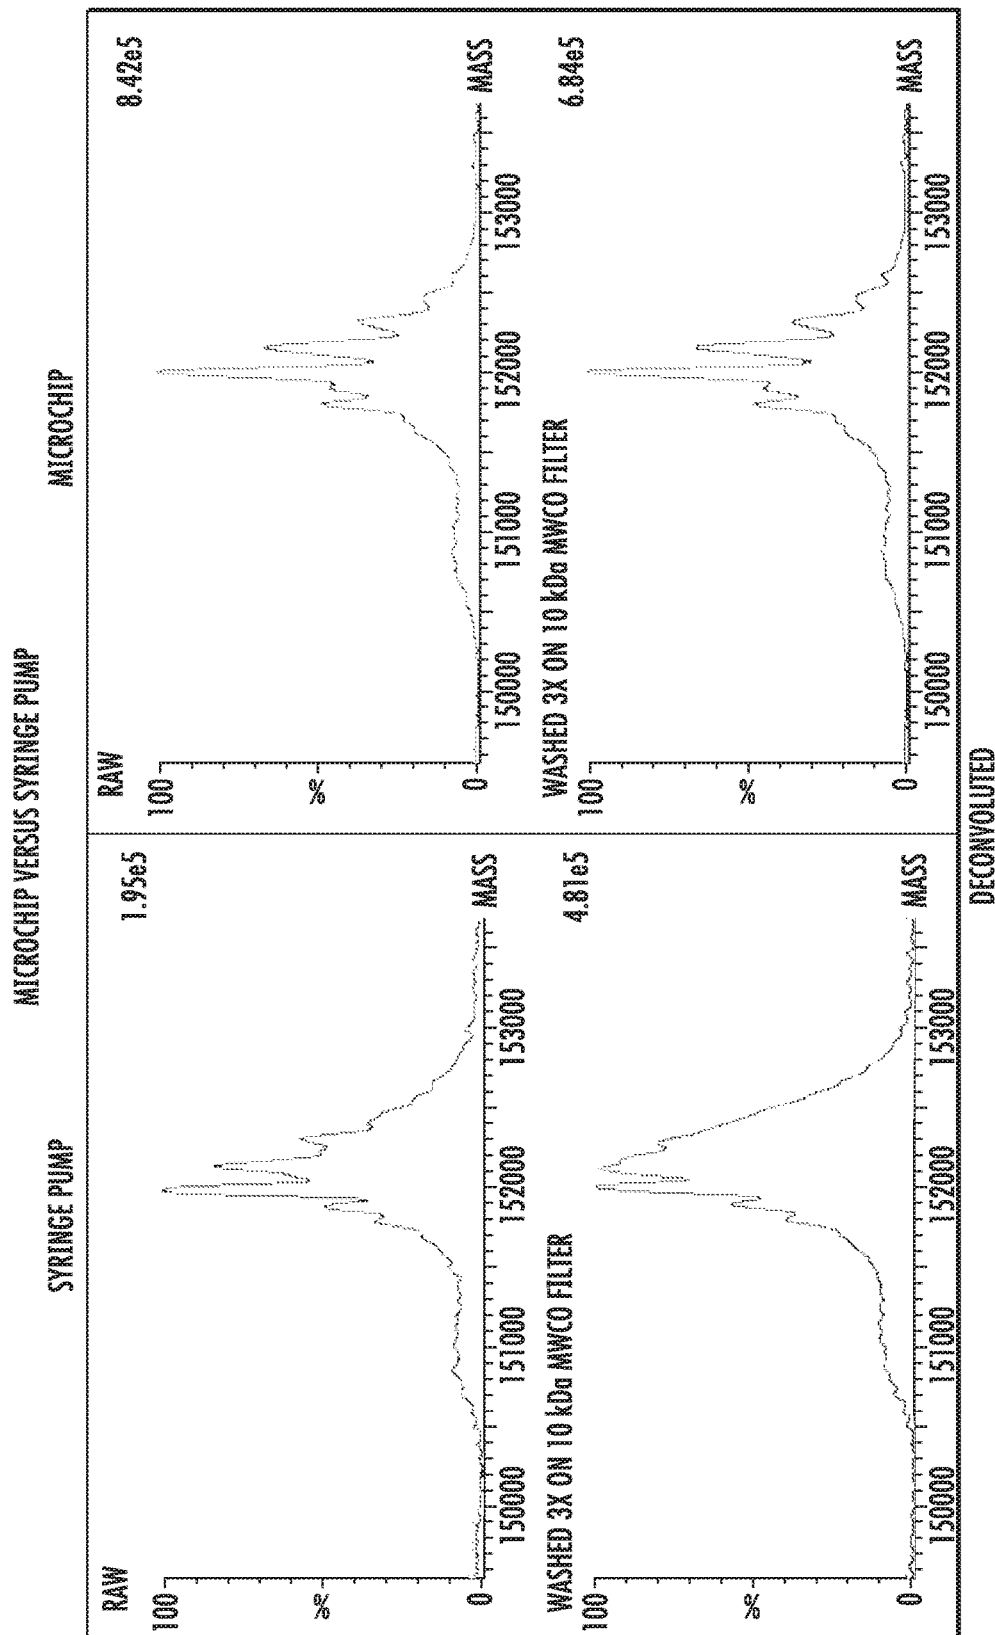 MICROCHIP VERSUS SYRINGE PUMP
SYRINGE PUMP
MICROCHIP
RAW
1.95e5
100
%
0
150000
151000
152000
153000
MASS
RAW
8.42e5
100
%
0
150000
151000
152000
153000
MASS
WASHED 3X ON 10 kDa MWCO FILTER
4.81e5
100
%
0
150000
151000
152000
153000
MASS
WASHED 3X ON 10 kDa MWCO FILTER
6.84e5
100
%
0
150000
151000
152000
153000
MASS
DECONVOLUTED